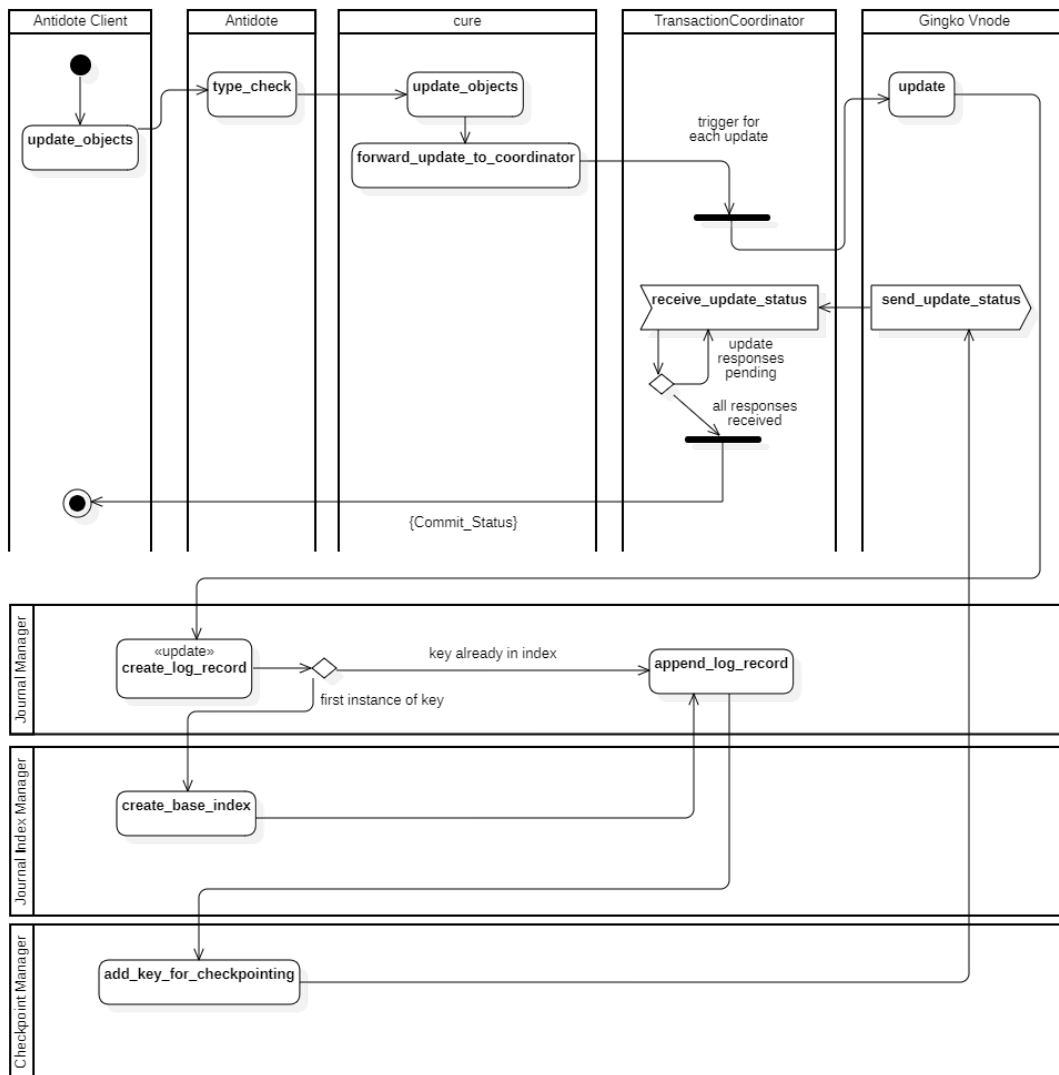 Antidote Client
Antidote
cure
TransactionCoordinator
Gingko Vnode
update_objects
type_check
update_objects
forward_update_to_coordinator
trigger for
each update
update
receive_update_status
send_update_status
update
responses
pending
all responses
received
{Commit_Status}
Journal Manager
«update»
create_log_record
key already in index
first instance of key
append_log_record
Journal Index Manager
create_base_index
Checkpoint Manager
add_key_for_checkpointing